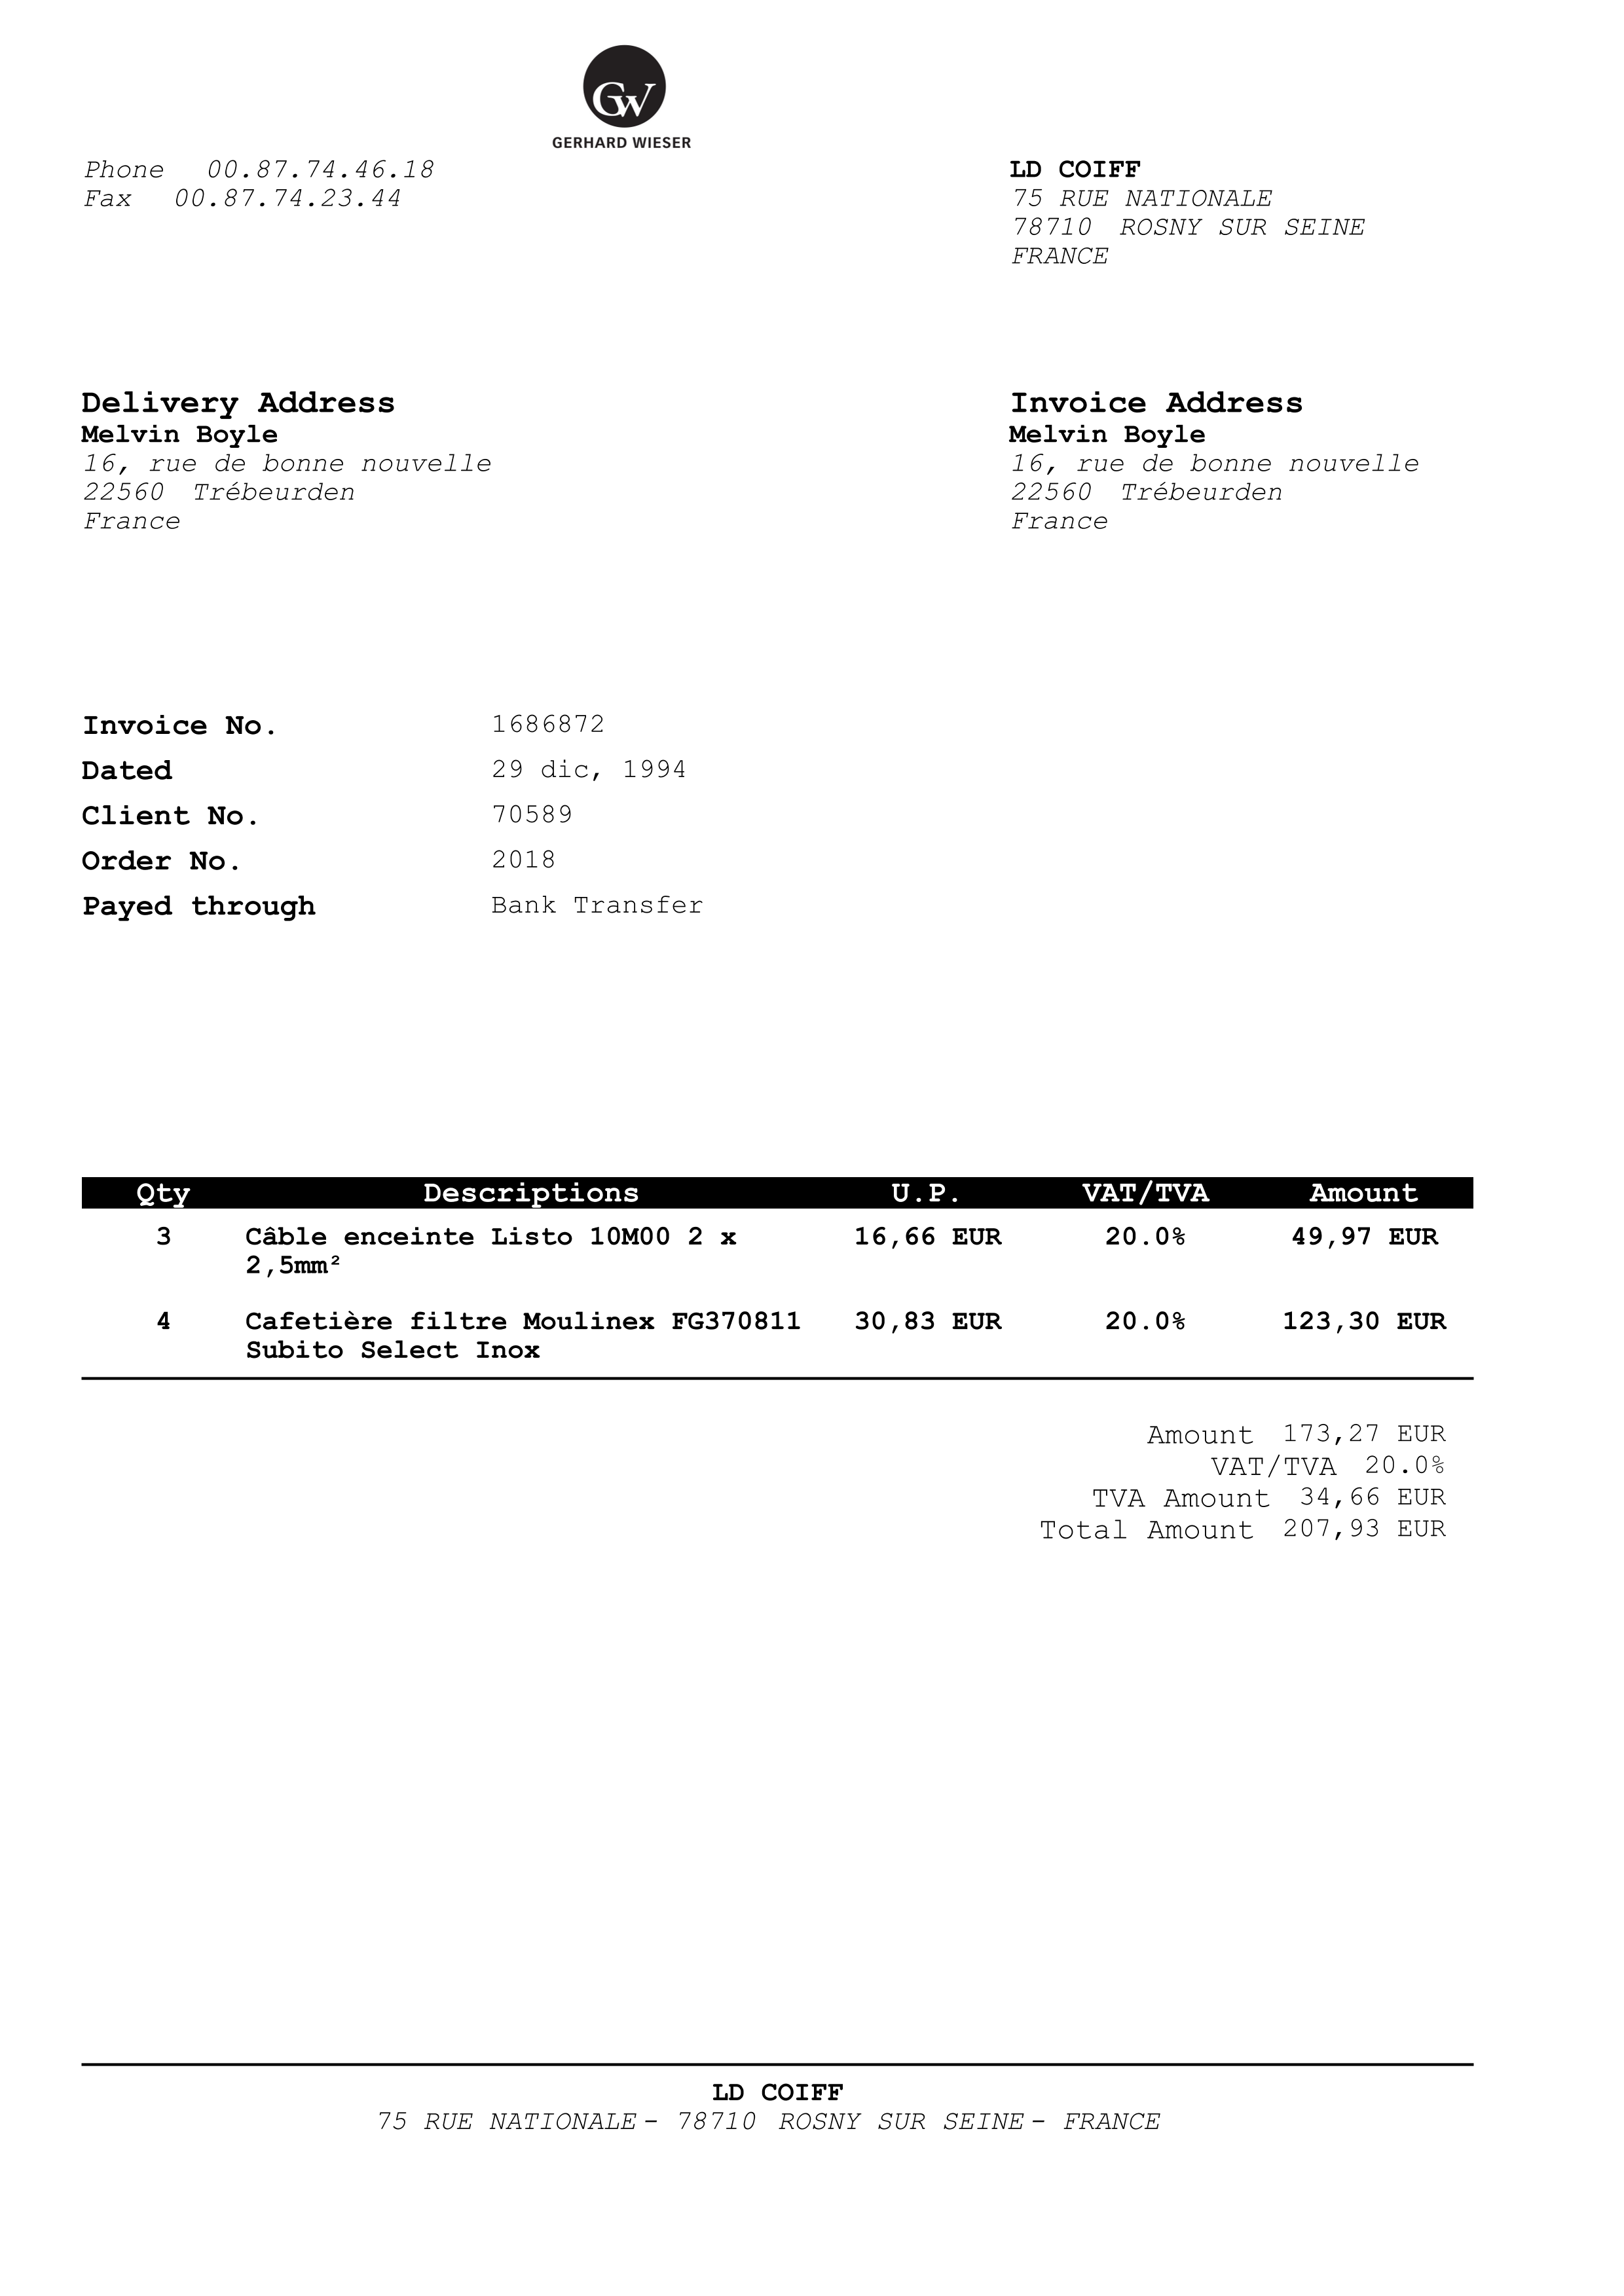 GW
GERHARD WIESER
Phone 00.87.74.46.18
Fax 00.87.74.23.44
LD COIFF
75 RUE NATIONALE
78710 ROSNY SUR SEINE
FRANCE
Delivery Address
Melvin Boyle
16, rue de bonne nouvelle
22560 Trébeurden
France
Invoice Address
Melvin Boyle
16, rue de bonne nouvelle
22560 Trébeurden
France
Invoice No. 1686872
Dated 29 dic, 1994
Client No. 70589
Order No. 2018
Payed through Bank Transfer
Qty Descriptions U.P. VAT/TVA Amount
3 Câble enceinte Listo 10M00 2 x 16,66 EUR 20.0% 49,97 EUR
2,5mm²
4 Cafetière filtre Moulinex FG370811 30,83 EUR 20.0% 123,30 EUR
Subito Select Inox
Amount 173,27 EUR
VAT/TVA 20.0%
TVA Amount 34,66 EUR
Total Amount 207,93 EUR
LD COIFF
75 RUE NATIONALE - 78710 ROSNY SUR SEINE - FRANCE